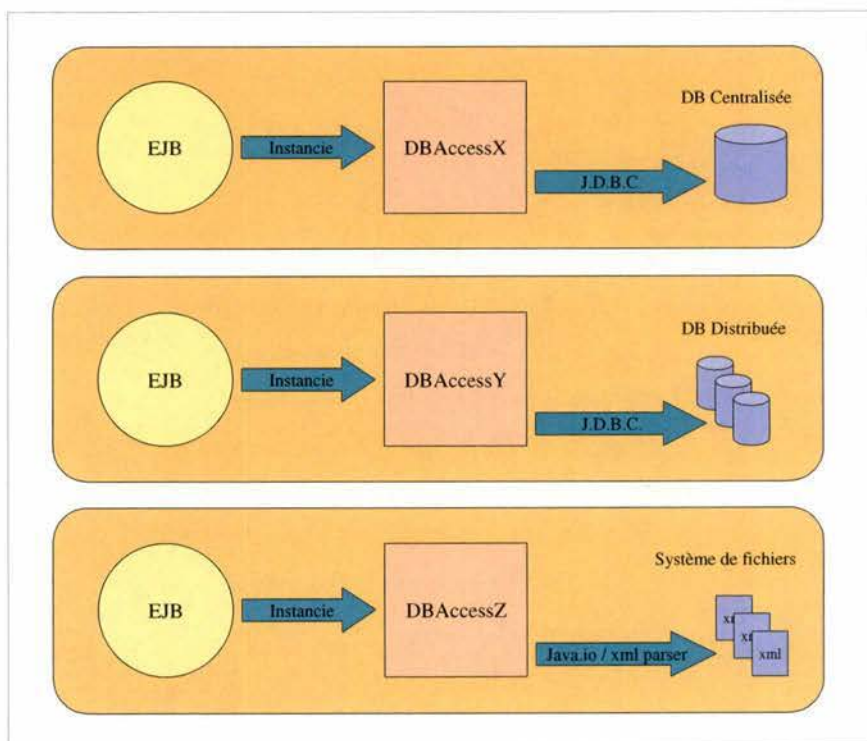 DB Centralisée
EJB
Instancie
DBAccessX
J.D.B.C.
DB Distribuée
EJB
Instancie
DBAccessY
J.D.B.C.
Système de fichiers
EJB
Instancie
DBAccessZ
Java.io / xml parser
xml